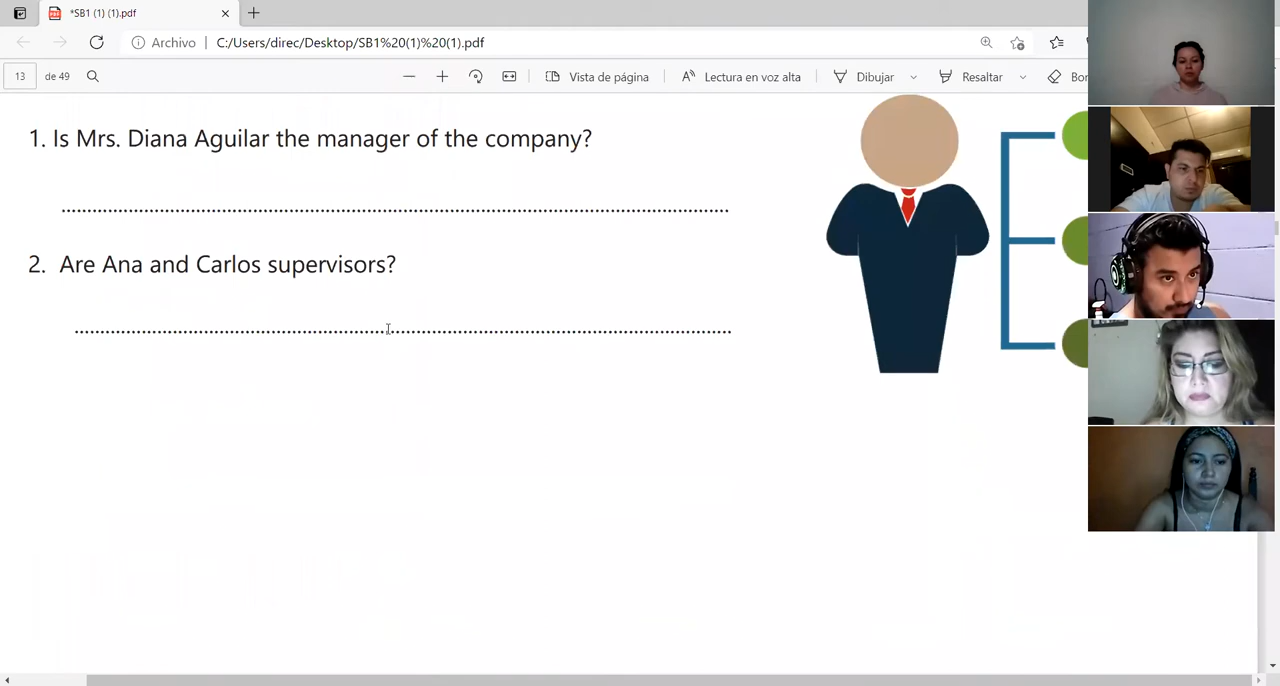 *SB1 (1) (1).pdf
Archivo
C:/Users/direc/Desktop/SB1%20(1)%20(1).pdf
13
de 49
Vista de página
Lectura en voz alta
Dibujar
Resaltar
1. Is Mrs. Diana Aguilar the manager of the company?
2. Are Ana and Carlos supervisors?